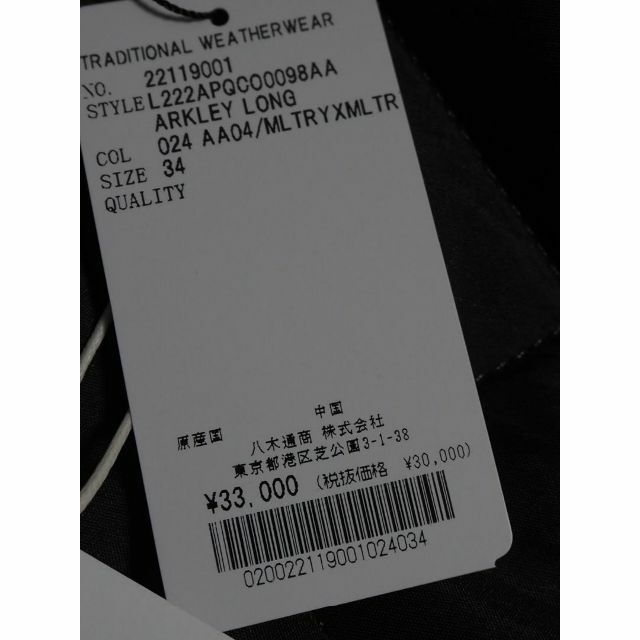 TRADITIONAL WEATHERWEAR
NO. 22119001
STYLE L222APQCO0098AA
ARKLEY LONG
COL 024 AA04/MLTRYXMLTR
SIZE 34
QUALITY
原産国 中国
八木通商 株式会社
東京都港区芝公園3-1-38
¥33,000 (税抜価格 ¥30,000)
0200221190010240​34